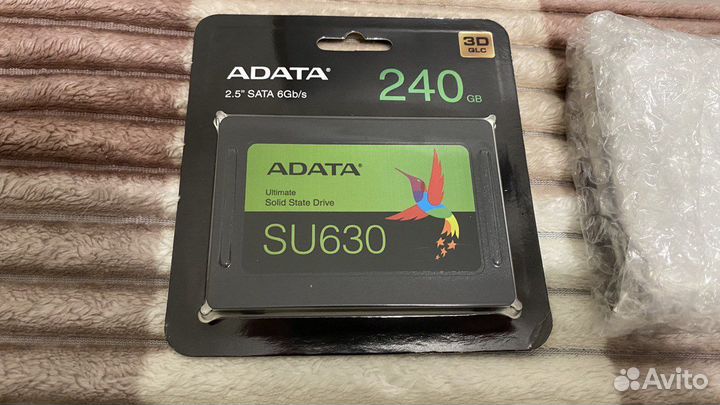 3D
QLC
ADATA®
240 GB
2.5" SATA 6Gb/s
ADATA®
Ultimate
Solid State Drive
SU630
Avito